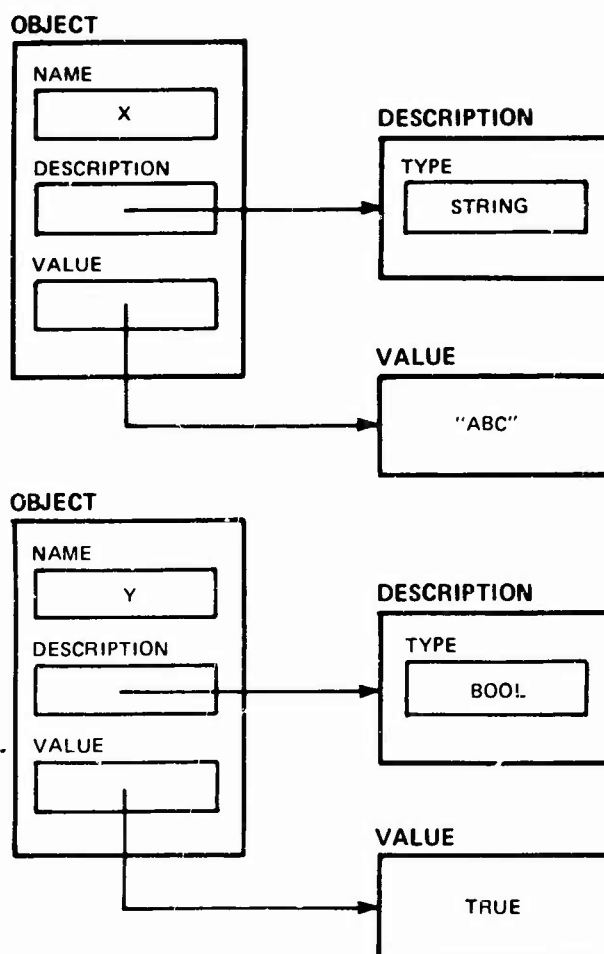 OBJECT
NAME
X
DESCRIPTION
VALUE
DESCRIPTION
TYPE
STRING
VALUE
"ABC"
OBJECT
NAME
Y
DESCRIPTION
VALUE
DESCRIPTION
TYPE
BOOL
VALUE
TRUE